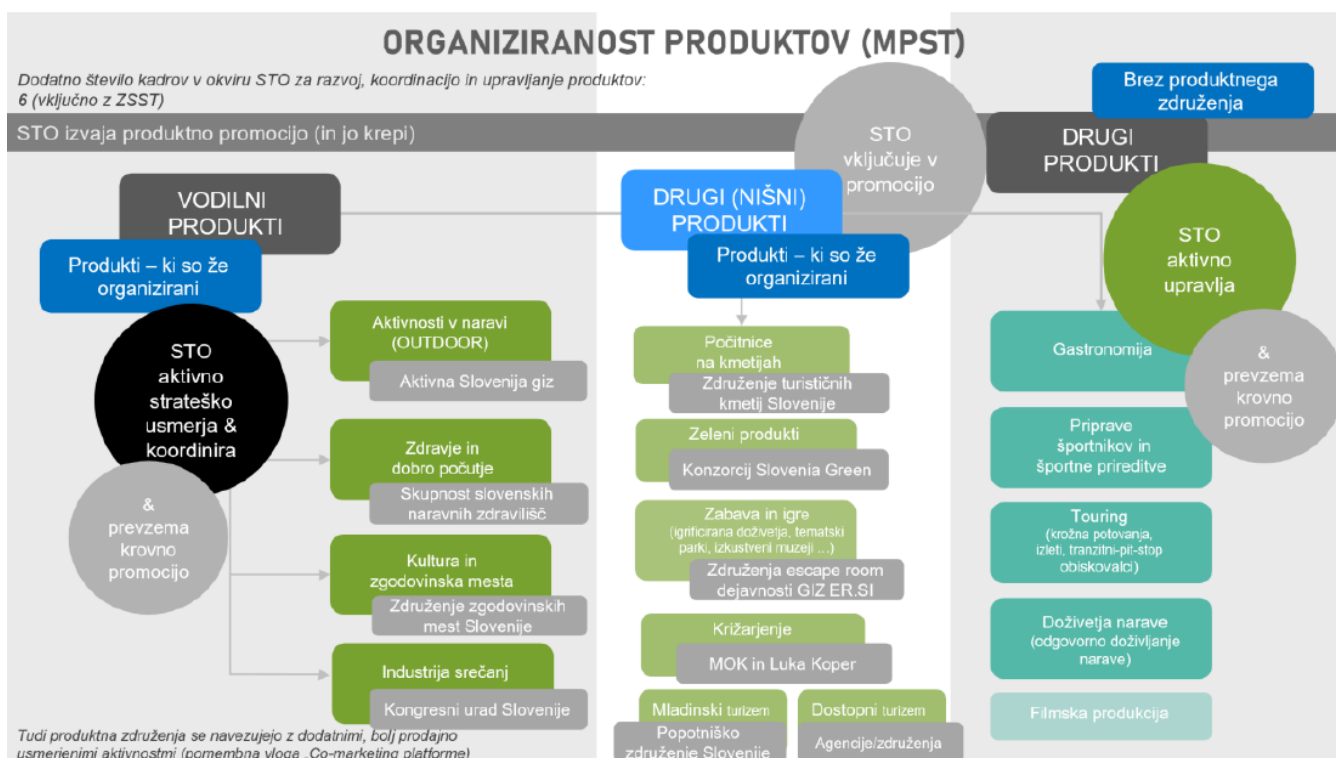 ORGANIZIRANOST PRODUKTOV (MPST)
Dodatno število kadrov v okviru STO za razvoj, koordinacijo in upravljanje produktov:
6 (vključno z ZSST)
STO izvaja produktno promocijo (in jo krepi)
VODILNI
PRODUKTI
Produkti – ki so že
organizirani
STO
aktivno
strateško
usmerja &
koordinira
&
prevzema
krovno
promocijo
Aktivnosti v naravi
(OUTDOOR)
Aktivna Slovenija giz
Zdravje in
dobro počutje
Skupnost slovenskih
naravnih zdravilišč
Kultura in
zgodovinska mesta
Združenje zgodovinskih
mest Slovenije
Industrija srečanj
Kongresni urad Slovenije
Tudi produktna združenja se navezujejo z dodatnimi, bolj prodajno
usmerjenimi aktivnostmi (pomembna vloga „Co-marketing platforme)
STO
vključuje v
promocijo
DRUGI (NIŠNI)
PRODUKTI
Produkti – ki so že
organizirani
Počitnice
na kmetijah
Združenje turističnih
kmetij Slovenije
Zeleni produkti
Konzorcij Slovenia Green
Zabava in igre
(igrificirana doživetja, tematski
parki, izkustveni muzeji ...)
Združenja escape room
dejavnosti GIZ ER.SI
Križarjenje
MOK in Luka Koper
Mladinski turizem
Popotniško
združenje Slovenije
Dostopni turizem
Agencije/združenja
Brez produktnega
združenja
DRUGI
PRODUKTI
STO
aktivno
upravlja
&
prevzema
krovno
promocijo
Gastronomija
Priprave
športnikov in
športne prireditve
Touring
(krožna potovanja,
izleti, tranzitni-pit-stop
obiskovalci)
Doživetja narave
(odgovorno doživljanje
narave)
Filmska produkcija